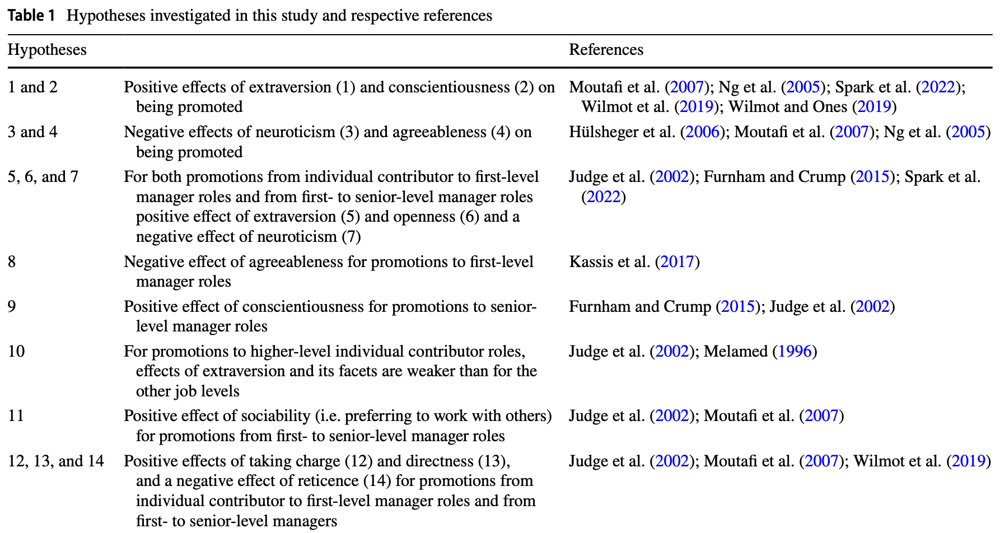 Table 1 Hypotheses investigated in this study and respective references
Hypotheses References
1 and 2 Positive effects of extraversion (1) and conscientiousness (2) on Moutafi et al. (2007); Ng et al. (2005); Spark et al. (2022);
being promoted Wilmot et al. (2019); Wilmot and Ones (2019)
3 and 4 Negative effects of neuroticism (3) and agreeableness (4) on Hülsheger et al. (2006); Moutafi et al. (2007); Ng et al. (2005)
being promoted
5, 6, and 7 For both promotions from individual contributor to first-level Judge et al. (2002); Furnham and Crump (2015); Spark et al.
manager roles and from first- to senior-level manager roles (2022)
positive effect of extraversion (5) and openness (6) and a
negative effect of neuroticism (7)
8 Negative effect of agreeableness for promotions to first-level Kassis et al. (2017)
manager roles
9 Positive effect of conscientiousness for promotions to senior- Furnham and Crump (2015); Judge et al. (2002)
level manager roles
10 For promotions to higher-level individual contributor roles, Judge et al. (2002); Melamed (1996)
effects of extraversion and its facets are weaker than for the
other job levels
11 Positive effect of sociability (i.e. preferring to work with others) Judge et al. (2002); Moutafi et al. (2007)
for promotions from first- to senior-level manager roles
12, 13, and 14 Positive effects of taking charge (12) and directness (13), Judge et al. (2002); Moutafi et al. (2007); Wilmot et al. (2019)
and a negative effect of reticence (14) for promotions from
individual contributor to first-level manager roles and from
first- to senior-level managers